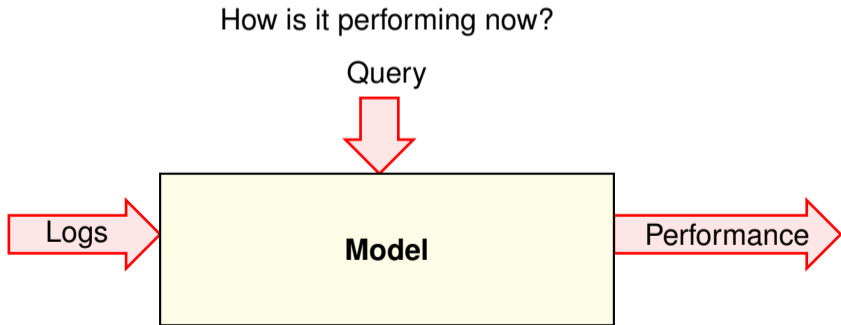 How is it performing now?
Query
Logs
Model
Performance